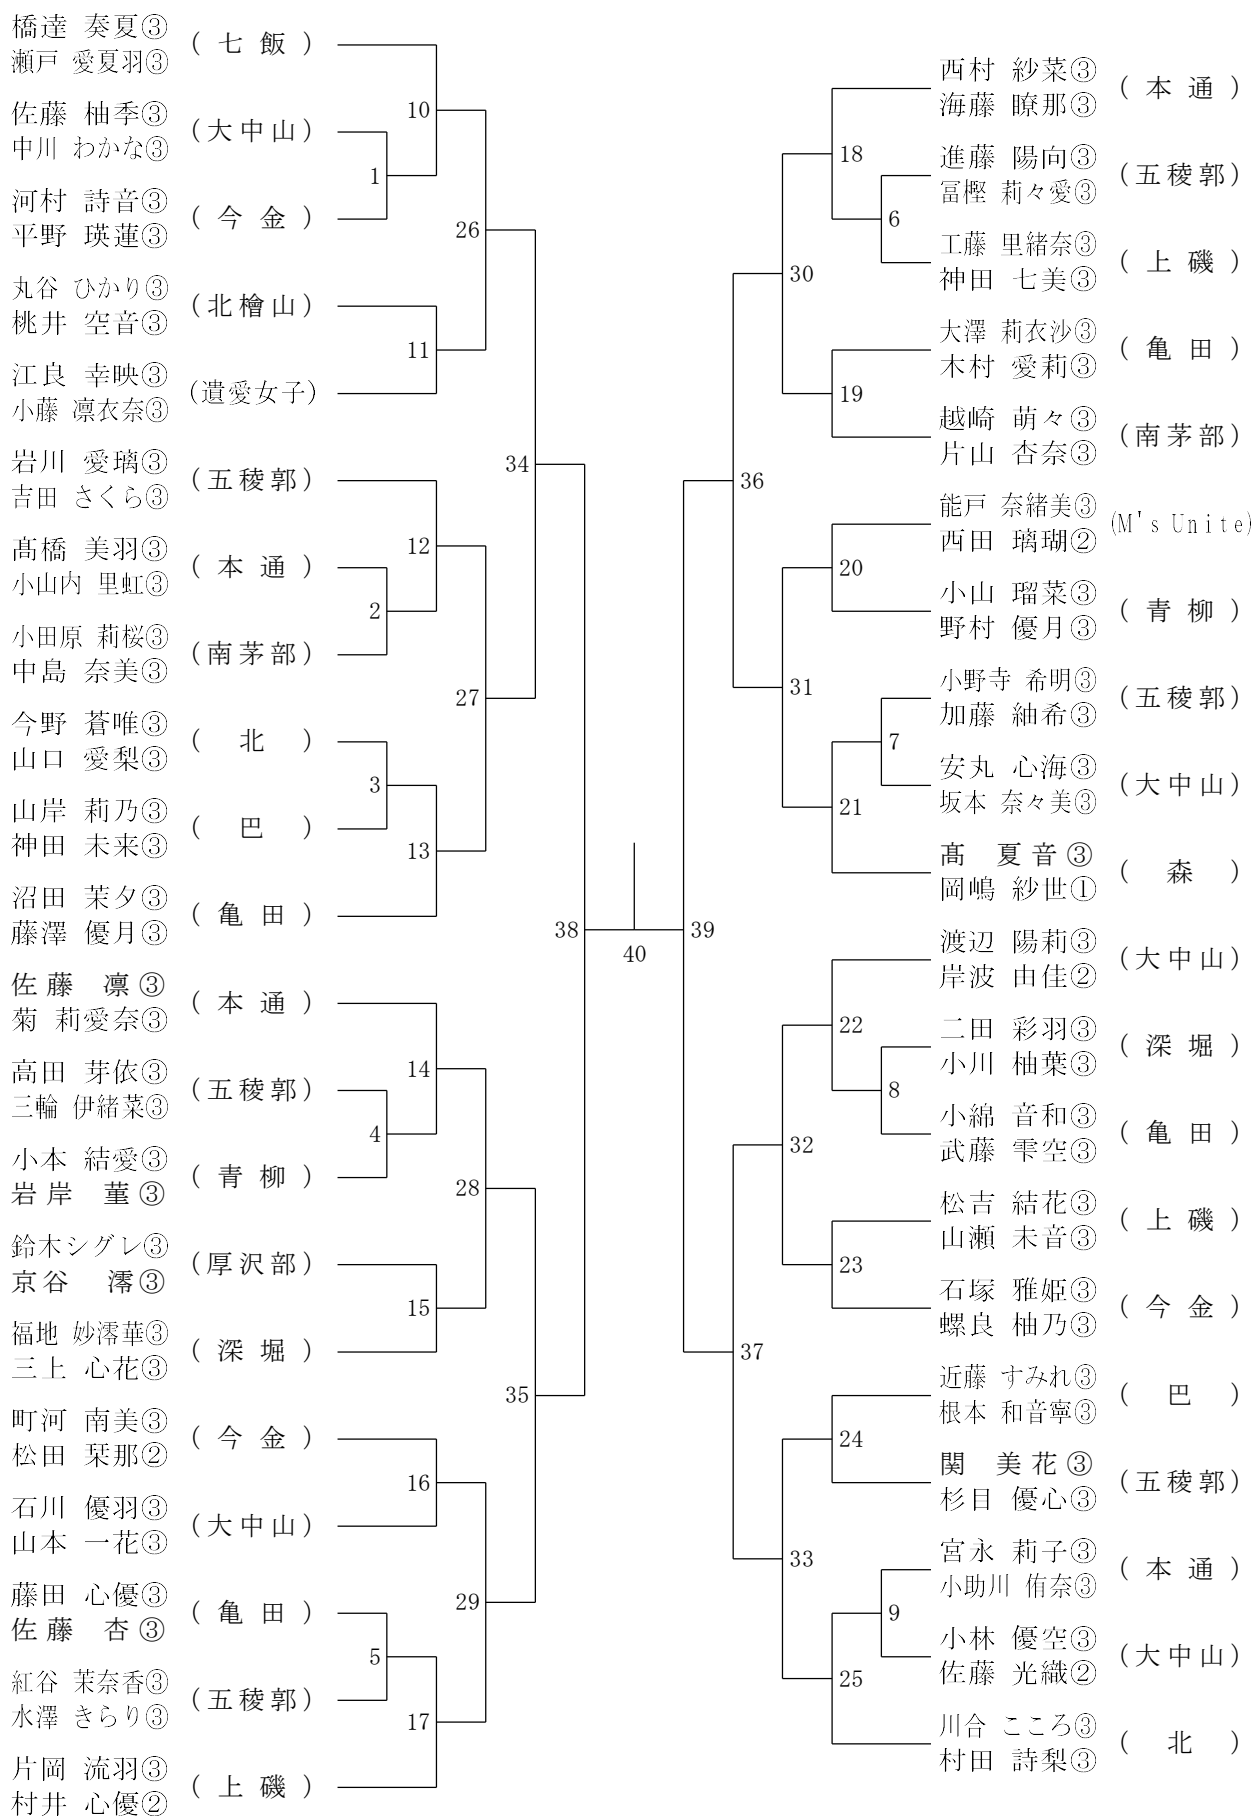 橋逹 奏夏③
瀬戸 愛夏羽③
( 七 飯 )
佐藤 柚季③
中川 わかな③
(大中山)
河村 詩音③
平野 瑛蓮③
( 今 金 )
丸谷 ひかり③
桃井 空音③
(北檜山)
江良 幸映③
小藤 凛衣奈③
(遺愛女子)
岩川 愛璃③
吉田 さくら③
(五稜郭)
髙橋 美羽③
小山内 里虹③
( 本 通 )
小田原 莉桜③
中島 奈美③
(南茅部)
今野 蒼唯③
山口 愛梨③
( 北 )
山岸 莉乃③
神田 未来③
( 巴 )
沼田 茉夕③
藤澤 優月③
( 亀 田 )
佐藤 凛③
菊 莉愛奈③
( 本 通 )
高田 芽依③
三輪 伊緒菜③
(五稜郭)
小本 結愛③
岩岸 菫③
( 青 柳 )
鈴木シグレ③
京谷 澪③
(厚沢部)
福地 妙澪華③
三上 心花③
( 深 堀 )
町河 南美③
松田 栞那②
( 今 金 )
石川 優羽③
山本 一花③
(大中山)
藤田 心優③
佐藤 杏③
( 亀 田 )
紅谷 茉奈香③
水澤 きらり③
(五稜郭)
片岡 流羽③
村井 心優②
( 上 磯 )
1
2
3
4
5
10
11
12
13
14
15
16
17
26
27
28
29
34
35
38
40
39
36
37
30
31
32
33
18
19
20
21
22
23
24
25
6
7
8
9
西村 紗菜③
海藤 瞭那③
( 本 通 )
進藤 陽向③
冨樫 莉々愛③
(五稜郭)
工藤 里緒奈③
神田 七美③
( 上 磯 )
大澤 莉衣沙③
木村 愛莉③
( 亀 田 )
越崎 萌々③
片山 杏奈③
(南茅部)
能戸 奈緒美③
西田 璃瑚②
(M's Unite)
小山 瑠菜③
野村 優月③
( 青 柳 )
小野寺 希明③
加藤 紬希③
(五稜郭)
安丸 心海③
坂本 奈々美③
(大中山)
髙 夏音③
岡嶋 紗世①
( 森 )
渡辺 陽莉③
岸波 由佳②
(大中山)
二田 彩羽③
小川 柚葉③
( 深 堀 )
小綿 音和③
武藤 雫空③
( 亀 田 )
松吉 結花③
山瀬 未音③
( 上 磯 )
石塚 雅姫③
螺良 柚乃③
( 今 金 )
近藤 すみれ③
根本 和音寧③
( 巴 )
関 美花③
杉目 優心③
(五稜郭)
宮永 莉子③
小助川 侑奈③
( 本 通 )
小林 優空③
佐藤 光織②
(大中山)
川合 こころ③
村田 詩梨③
( 北 )